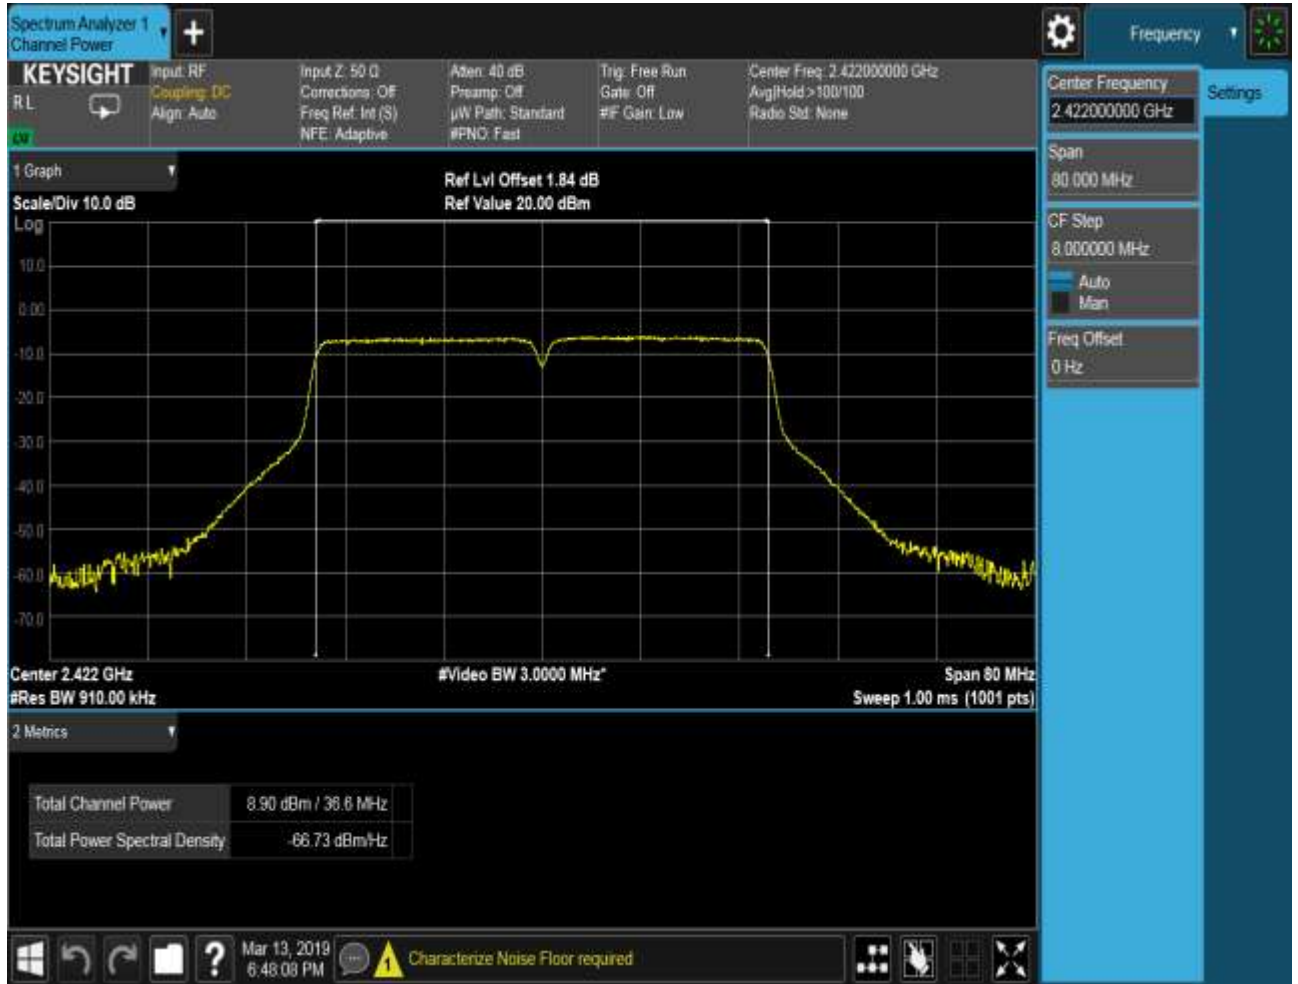 Spectrum Analyzer 1
Channel Power
+
Frequency
KEYSIGHT
RL
Input: RF
Coupling: DC
Align: Auto
Input Z: 50 Ω
Corrections: Off
Freq Ref: Int (S)
NFE: Adaptive
Atten: 40 dB
Preamp: Off
µW Path: Standard
#PNO: Fast
Trig: Free Run
Gate: Off
#IF Gain: Low
Center Freq: 2.422000000 GHz
Avg|Hold >100/100
Radio Std: None
Center Frequency
2.422000000 GHz
Settings
Span
80.000 MHz
CF Step
8.000000 MHz
Auto
Man
Freq Offset
0 Hz
1 Graph
Scale/Div 10.0 dB
Ref Lvl Offset 1.84 dB
Ref Value 20.00 dBm
Log
10.0
0.00
-10.0
-20.0
-30.0
-40.0
-50.0
-60.0
-70.0
Center 2.422 GHz
#Video BW 3.0000 MHz*
Span 80 MHz
#Res BW 910.00 kHz
Sweep 1.00 ms (1001 pts)
2 Metrics
Total Channel Power 8.90 dBm / 36.6 MHz
Total Power Spectral Density -66.73 dBm/Hz
?
Mar 13, 2019
6:48:08 PM
1
Characterize Noise Floor required